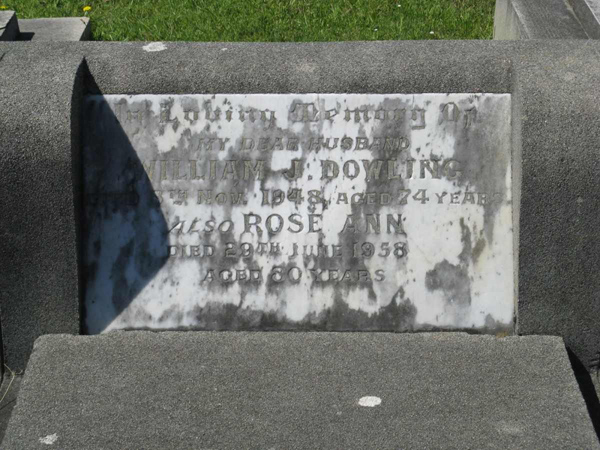 In Loving Memory Of
MY DEAR HUSBAND
WILLIAM J. DOWLING
DIED TH NOV. 1948, AGED 74 YEARS
ALSO ROSE ANN
DIED 29TH JUNE 1958
AGED 80 YEARS